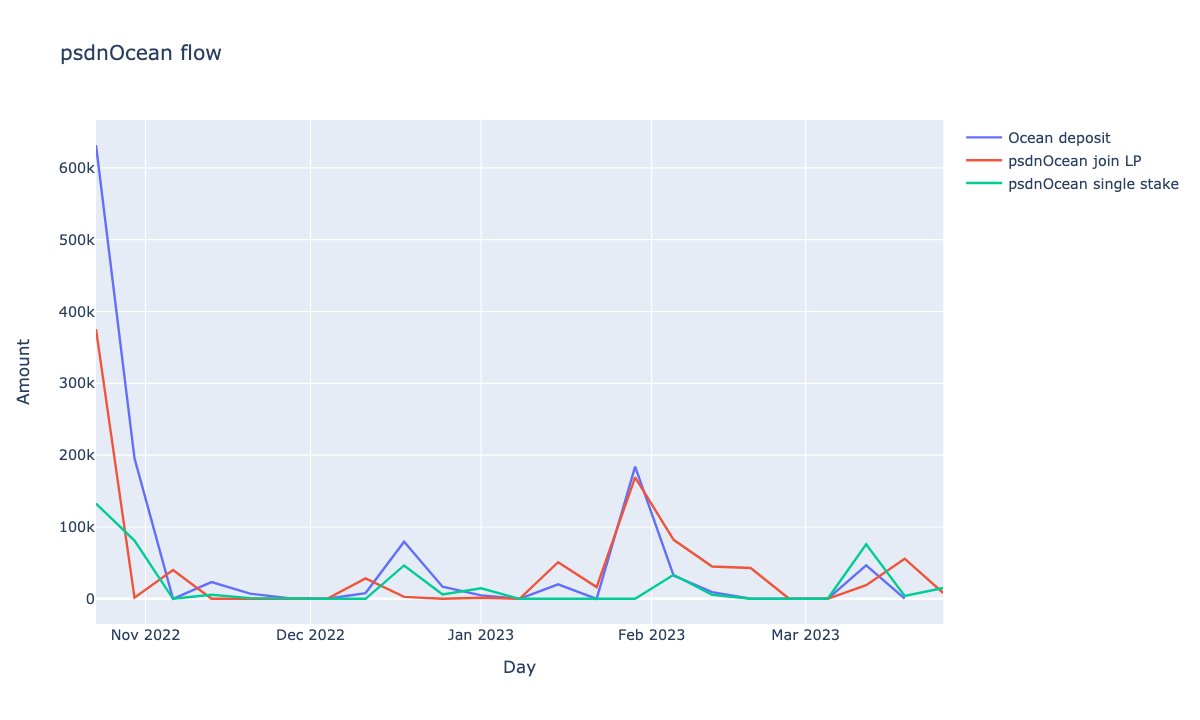 psdnOcean flow
Ocean deposit
psdnOcean join LP
psdnOcean single stake
600k
500k
400k
300k
200k
100k
0
Amount
Nov 2022
Dec 2022
Jan 2023
Feb 2023
Mar 2023
Day